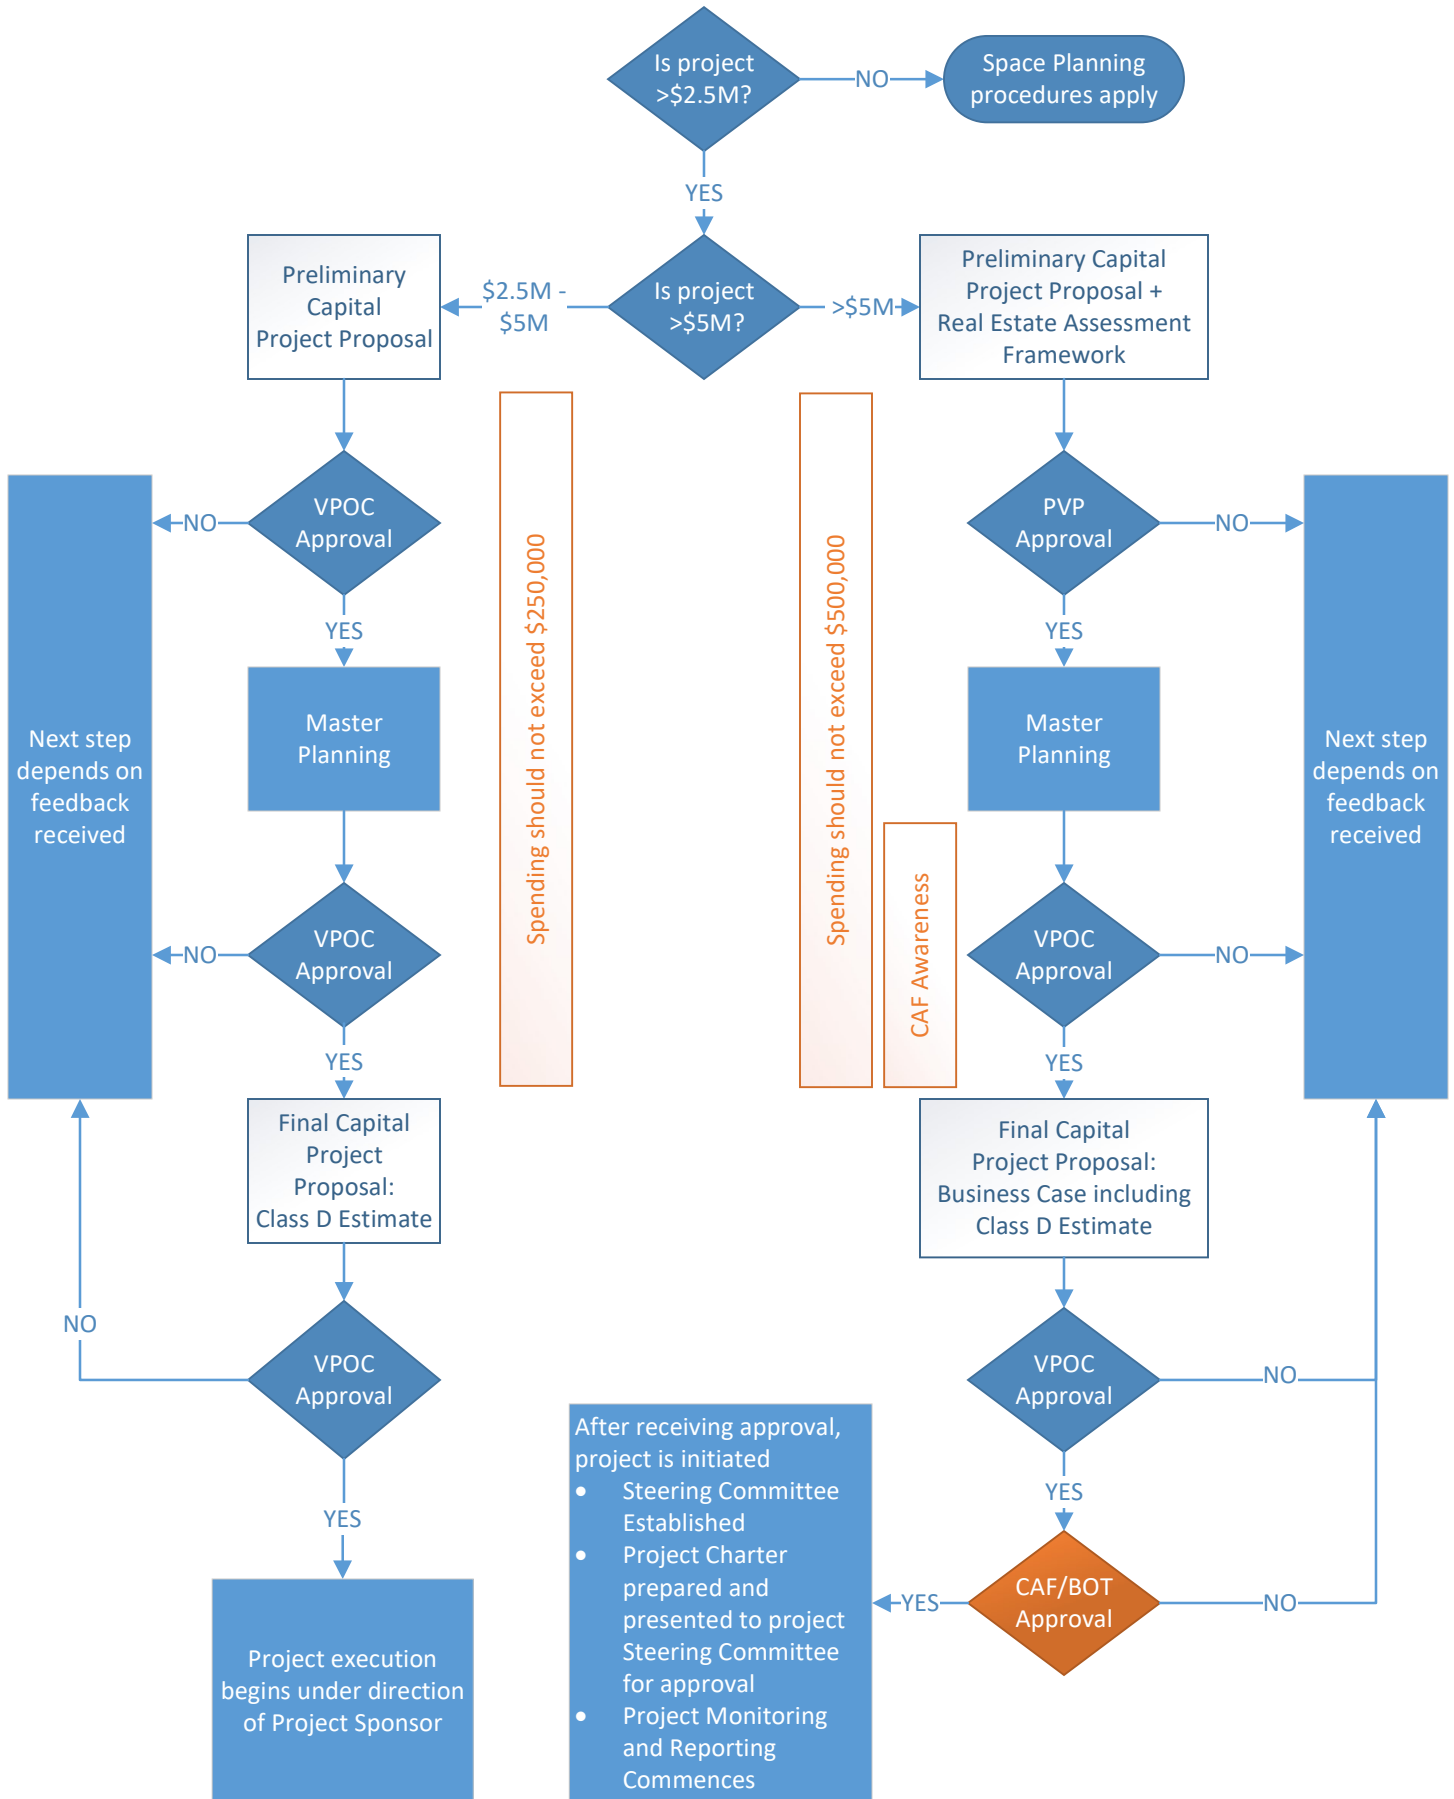 Is project
>$2.5M?
NO
Space Planning
procedures apply
YES
Preliminary
Capital
Project Proposal
$2.5M -
$5M
Is project
>$5M?
>$5M
Preliminary Capital
Project Proposal +
Real Estate Assessment
Framework
VPOC
Approval
NO
YES
Spending should not exceed $250,000
Spending should not exceed $500,000
PVP
Approval
NO
YES
Next step
depends on
feedback
received
Master
Planning
Master
Planning
Next step
depends on
feedback
received
CAF Awareness
VPOC
Approval
NO
YES
VPOC
Approval
NO
YES
Final Capital
Project
Proposal:
Class D Estimate
Final Capital
Project Proposal:
Business Case including
Class D Estimate
NO
VPOC
Approval
YES
VPOC
Approval
NO
YES
Project execution
begins under direction
of Project Sponsor
After receiving approval,
project is initiated
• Steering Committee
Established
• Project Charter
prepared and
presented to project
Steering Committee
for approval
• Project Monitoring
and Reporting
Commences
YES
CAF/BOT
Approval
NO